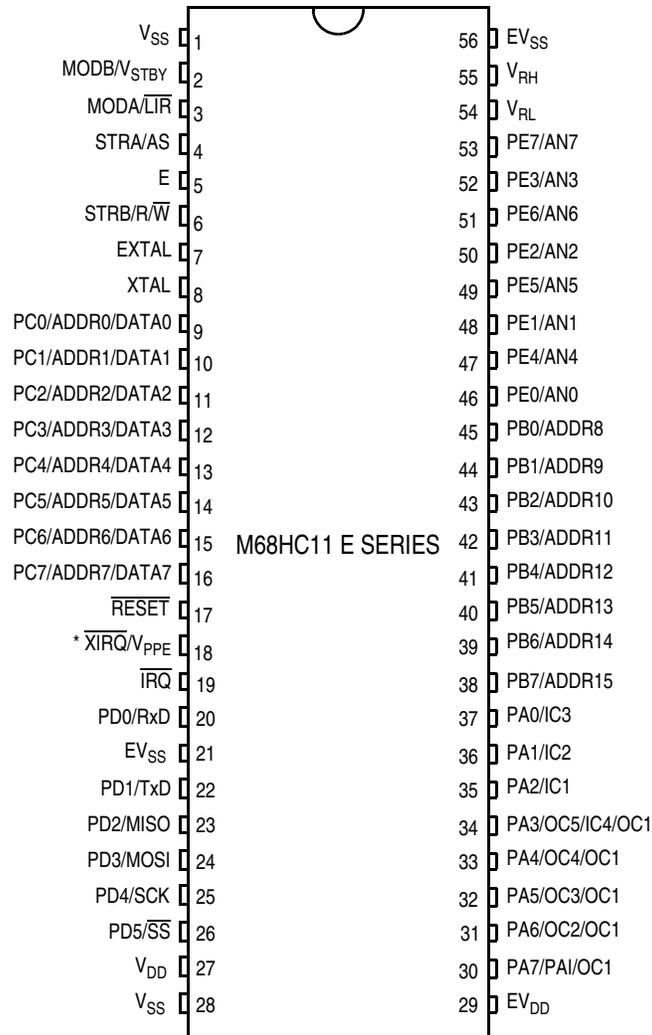 VSS 1
MODB/VSTBY 2
MODA/L̅I̅R̅ 3
STRA/AS 4
E 5
STRB/R/W̅ 6
EXTAL 7
XTAL 8
PC0/ADDR0/DATA0 9
PC1/ADDR1/DATA1 10
PC2/ADDR2/DATA2 11
PC3/ADDR3/DATA3 12
PC4/ADDR4/DATA4 13
PC5/ADDR5/DATA5 14
PC6/ADDR6/DATA6 15
PC7/ADDR7/DATA7 16
R̅E̅S̅E̅T̅ 17
* X̅I̅R̅Q̅/VPPE 18
I̅R̅Q̅ 19
PD0/RxD 20
EVSS 21
PD1/TxD 22
PD2/MISO 23
PD3/MOSI 24
PD4/SCK 25
PD5/S̅S̅ 26
VDD 27
VSS 28
M68HC11 E SERIES
56 EVSS
55 VRH
54 VRL
53 PE7/AN7
52 PE3/AN3
51 PE6/AN6
50 PE2/AN2
49 PE5/AN5
48 PE1/AN1
47 PE4/AN4
46 PE0/AN0
45 PB0/ADDR8
44 PB1/ADDR9
43 PB2/ADDR10
42 PB3/ADDR11
41 PB4/ADDR12
40 PB5/ADDR13
39 PB6/ADDR14
38 PB7/ADDR15
37 PA0/IC3
36 PA1/IC2
35 PA2/IC1
34 PA3/OC5/IC4/OC1
33 PA4/OC4/OC1
32 PA5/OC3/OC1
31 PA6/OC2/OC1
30 PA7/PAI/OC1
29 EVDD